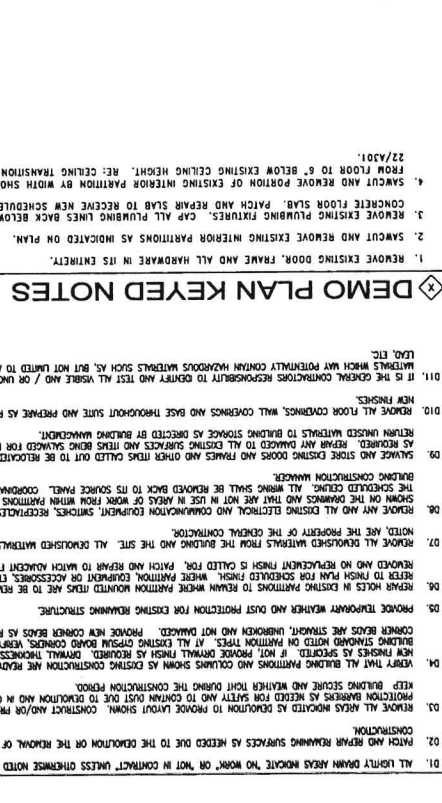 D1. ALL LIGHTLY DRAWN AREAS INDICATE "NO WORK" OR "NOT IN CONTRACT" UNLESS OTHERWISE NOTED
D2. PATCH AND REPAIR REMAINING SURFACES AS NEEDED DUE TO THE DEMOLITION OR THE REMOVAL OF
CONSTRUCTION.
D3. REMOVE ALL AREAS INDICATED AS DEMOLITION TO PROVIDE LAYOUT SHOWN. CONSTRUCT AND/OR
PROTECTION BARRIERS AS NEEDED FOR SAFETY AND TO CONTAIN DUST DUE TO DEMOLITION AND IN
KEEP BUILDING SECURE AND WEATHER TIGHT DURING THE CONSTRUCTION PERIOD.
D4. VERIFY THAT ALL BUILDING PARTITIONS AND COLUMNS SHOWN AS EXISTING CONSTRUCTION ARE
NEW FINISHES AS SPECIFIED. IF NOT, PROVIDE DRYWALL FINISH AS REQUIRED. DRYWALL THICKNESS
BUILDING STANDARD NOTED ON PARTITION TYPES. AT ALL EXISTING GYPSUM BOARD CORNERS,
CORNER BEADS ARE STRAIGHT, UNBROKEN AND NOT DAMAGED. PROVIDE NEW CORNER BEADS AS
D5. PROVIDE TEMPORARY WEATHER AND DUST PROTECTION FOR EXISTING REMAINING STRUCTURE.
D6. REPAIR HOLES IN EXISTING PARTITIONS TO REMAIN WHERE PARTITION MOUNTED ITEMS ARE TO BE
REFER TO FINISH PLAN FOR SCHEDULED FINISH. WHERE PARTITION, EQUIPMENT OR ACCESSORIES,
REMOVED AND NO REPLACEMENT FINISH IS CALLED FOR, PATCH AND REPAIR TO MATCH ADJACENT
D7. REMOVE ALL DEMOLISHED MATERIALS FROM THE BUILDING AND THE SITE. ALL DEMOLISHED
NOTED, ARE THE PROPERTY OF THE GENERAL CONTRACTOR.
D8. REMOVE ANY AND ALL EXISTING ELECTRICAL AND COMMUNICATION EQUIPMENT, SWITCHES,
SHOWN ON THE DRAWINGS AND THAT ARE NOT IN USE IN AREAS OF WORK FROM WITHIN PARTITIONS
THE SCHEDULED CEILING. ALL WIRING SHALL BE REMOVED BACK TO ITS SOURCE PANEL.
BUILDING CONSTRUCTION MANAGER.
D9. SALVAGE AND STORE EXISTING DOORS AND FRAMES AND OTHER ITEMS CALLED OUT TO BE
AS REQUIRED. REPAIR ANY DAMAGED TO ALL EXISTING SURFACES AND ITEMS BEING SALVAGED FOR
RETURN UNUSED MATERIALS TO BUILDING STORAGE AS DIRECTED BY BUILDING MANAGEMENT.
D10. REMOVE ALL FLOOR COVERINGS, WALL COVERINGS AND BASE THROUGHOUT SUITE AND PREPARE AS
NEW FINISHES.
D11. IT IS THE GENERAL CONTRACTORS RESPONSIBILITY TO IDENTIFY AND TEST ALL VISIBLE AND / OR
MATERIALS WHICH MAY POTENTIALLY CONTAIN HAZARDOUS MATERIALS SUCH AS, BUT NOT LIMITED TO
LEAD, ETC
X DEMO PLAN KEYED NOTES
1. REMOVE EXISTING DOOR, FRAME AND ALL HARDWARE IN ITS ENTIRETY.
2. SAWCUT AND REMOVE EXISTING INTERIOR PARTITIONS AS INDICATED ON PLAN.
3. REMOVE EXISTING PLUMBING FIXTURES. CAP ALL PLUMBING LINES BACK BELOW
CONCRETE FLOOR SLAB. PATCH AND REPAIR SLAB TO RECEIVE NEW
4. SAWCUT AND REMOVE PORTION OF EXISTING INTERIOR PARTITION BY WIDTH
FROM FLOOR TO 6" BELOW EXISTING CEILING HEIGHT. RE: CEILING TRANSITION
22/A301.